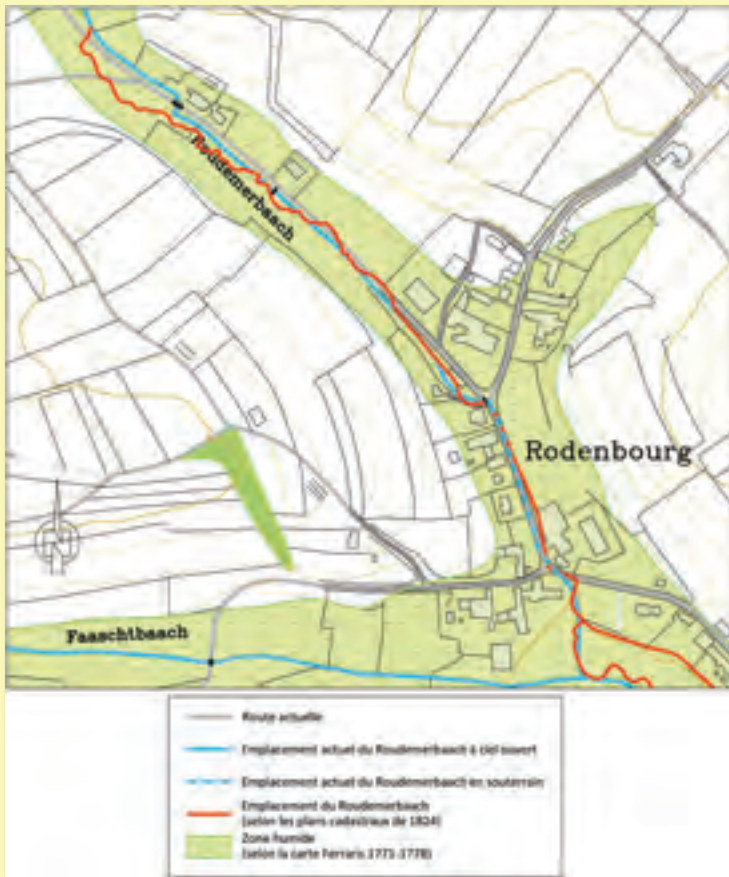 Roudemerbaach
Rodenbourg
Faaschtbaach
Route actuelle
Emplacement actuel du Roudemerbaach à ciel ouvert
Emplacement actuel du Roudemerbaach en souterrain
Emplacement du Roudemerbaach
(selon les plans cadastraux de 1824)
Zone humide
(selon la carte Ferraris 1771-1778)